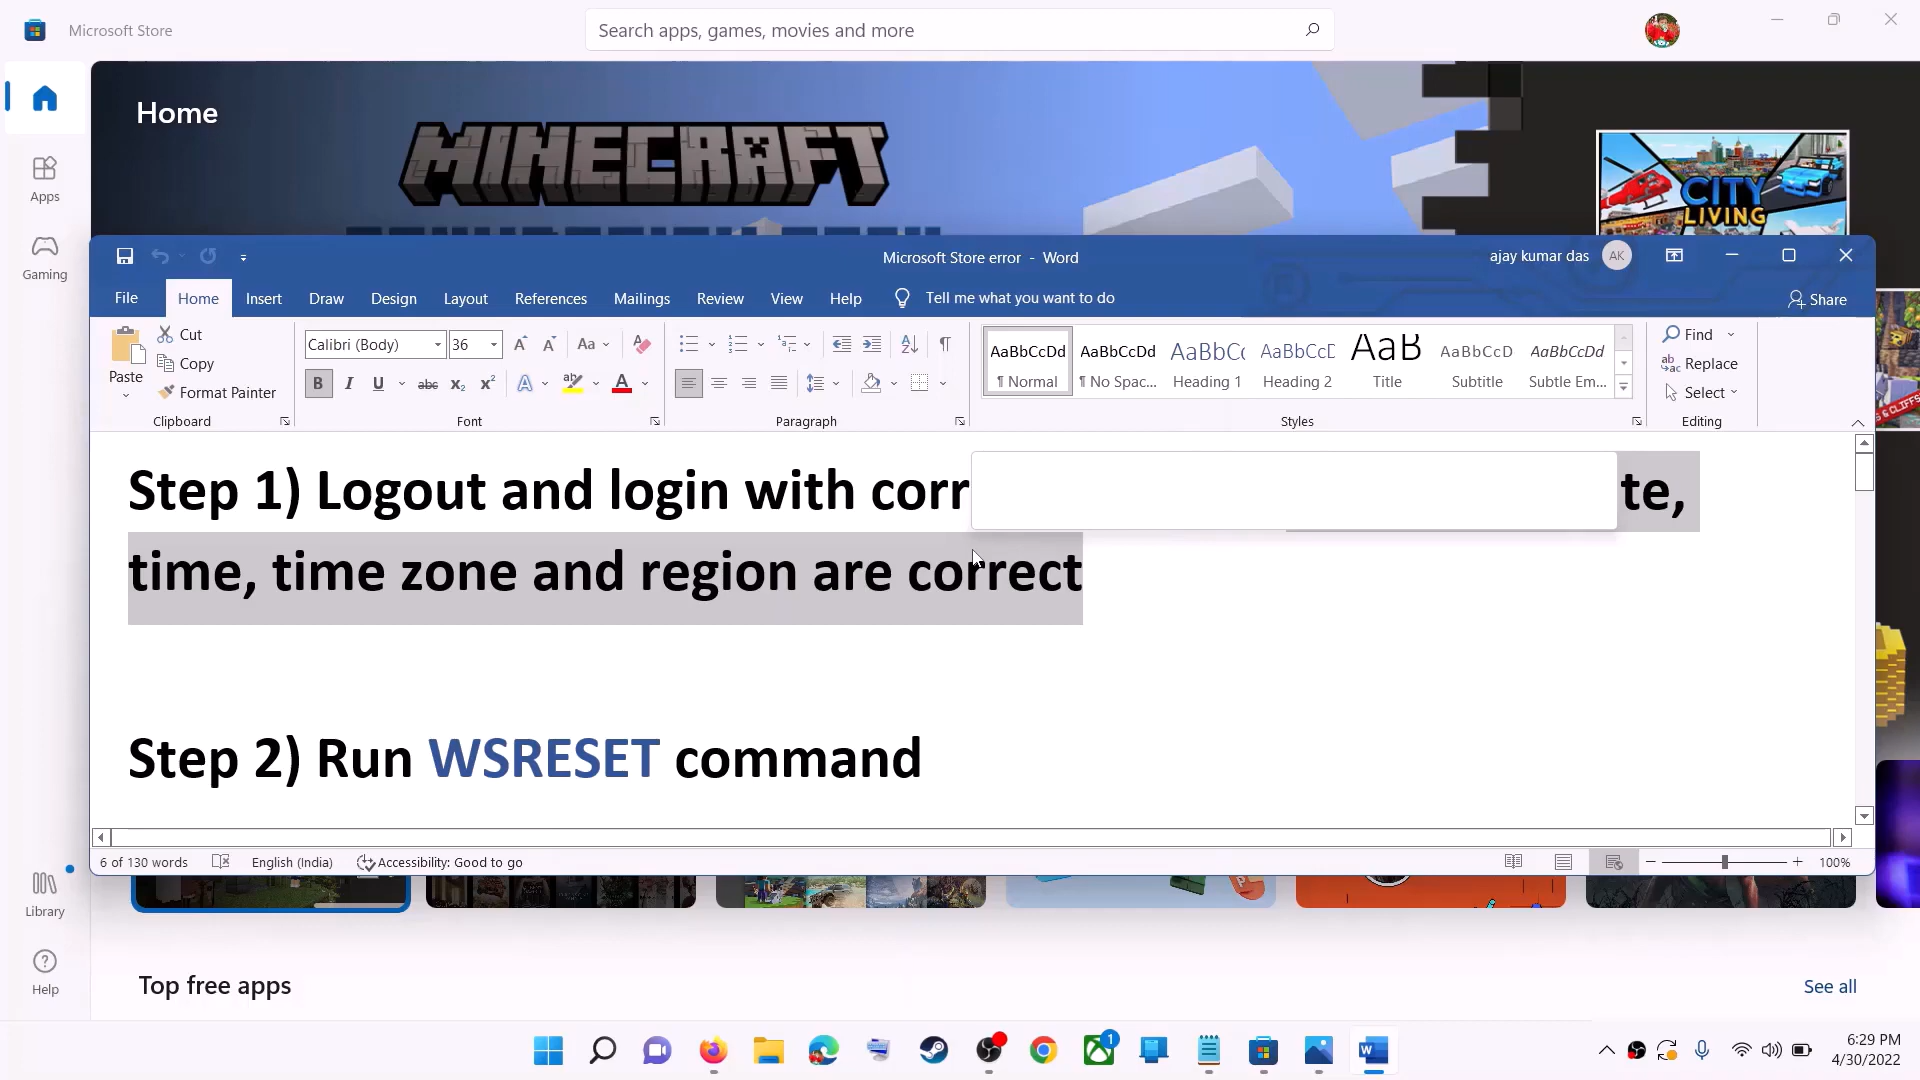 Microsoft Store
Search apps, games, movies and more
Home
MINECRAFT
CITY
LIVING
Apps
Gaming
Microsoft Store error - Word
ajay kumar das
AK
File
Home
Insert
Draw
Design
Layout
References
Mailings
Review
View
Help
Tell me what you want to do
Share
Paste
Cut
Copy
Format Painter
Clipboard
Calibri (Body)
36
Font
Paragraph
AaBbCcDd
¶ Normal
AaBbCcDd
¶ No Spac...
AaBbCc
Heading 1
AaBbCcD
Heading 2
AaB
Title
AaBbCcD
Subtitle
AaBbCcDd
Subtle Em...
Styles
Find
Replace
Select
Editing
Step 1) Logout and login with corr te,
time, time zone and region are correct
Step 2) Run WSRESET command
6 of 130 words
English (India)
Accessibility: Good to go
100%
Library
Help
Top free apps
See all
1
6:29 PM
4/30/2022